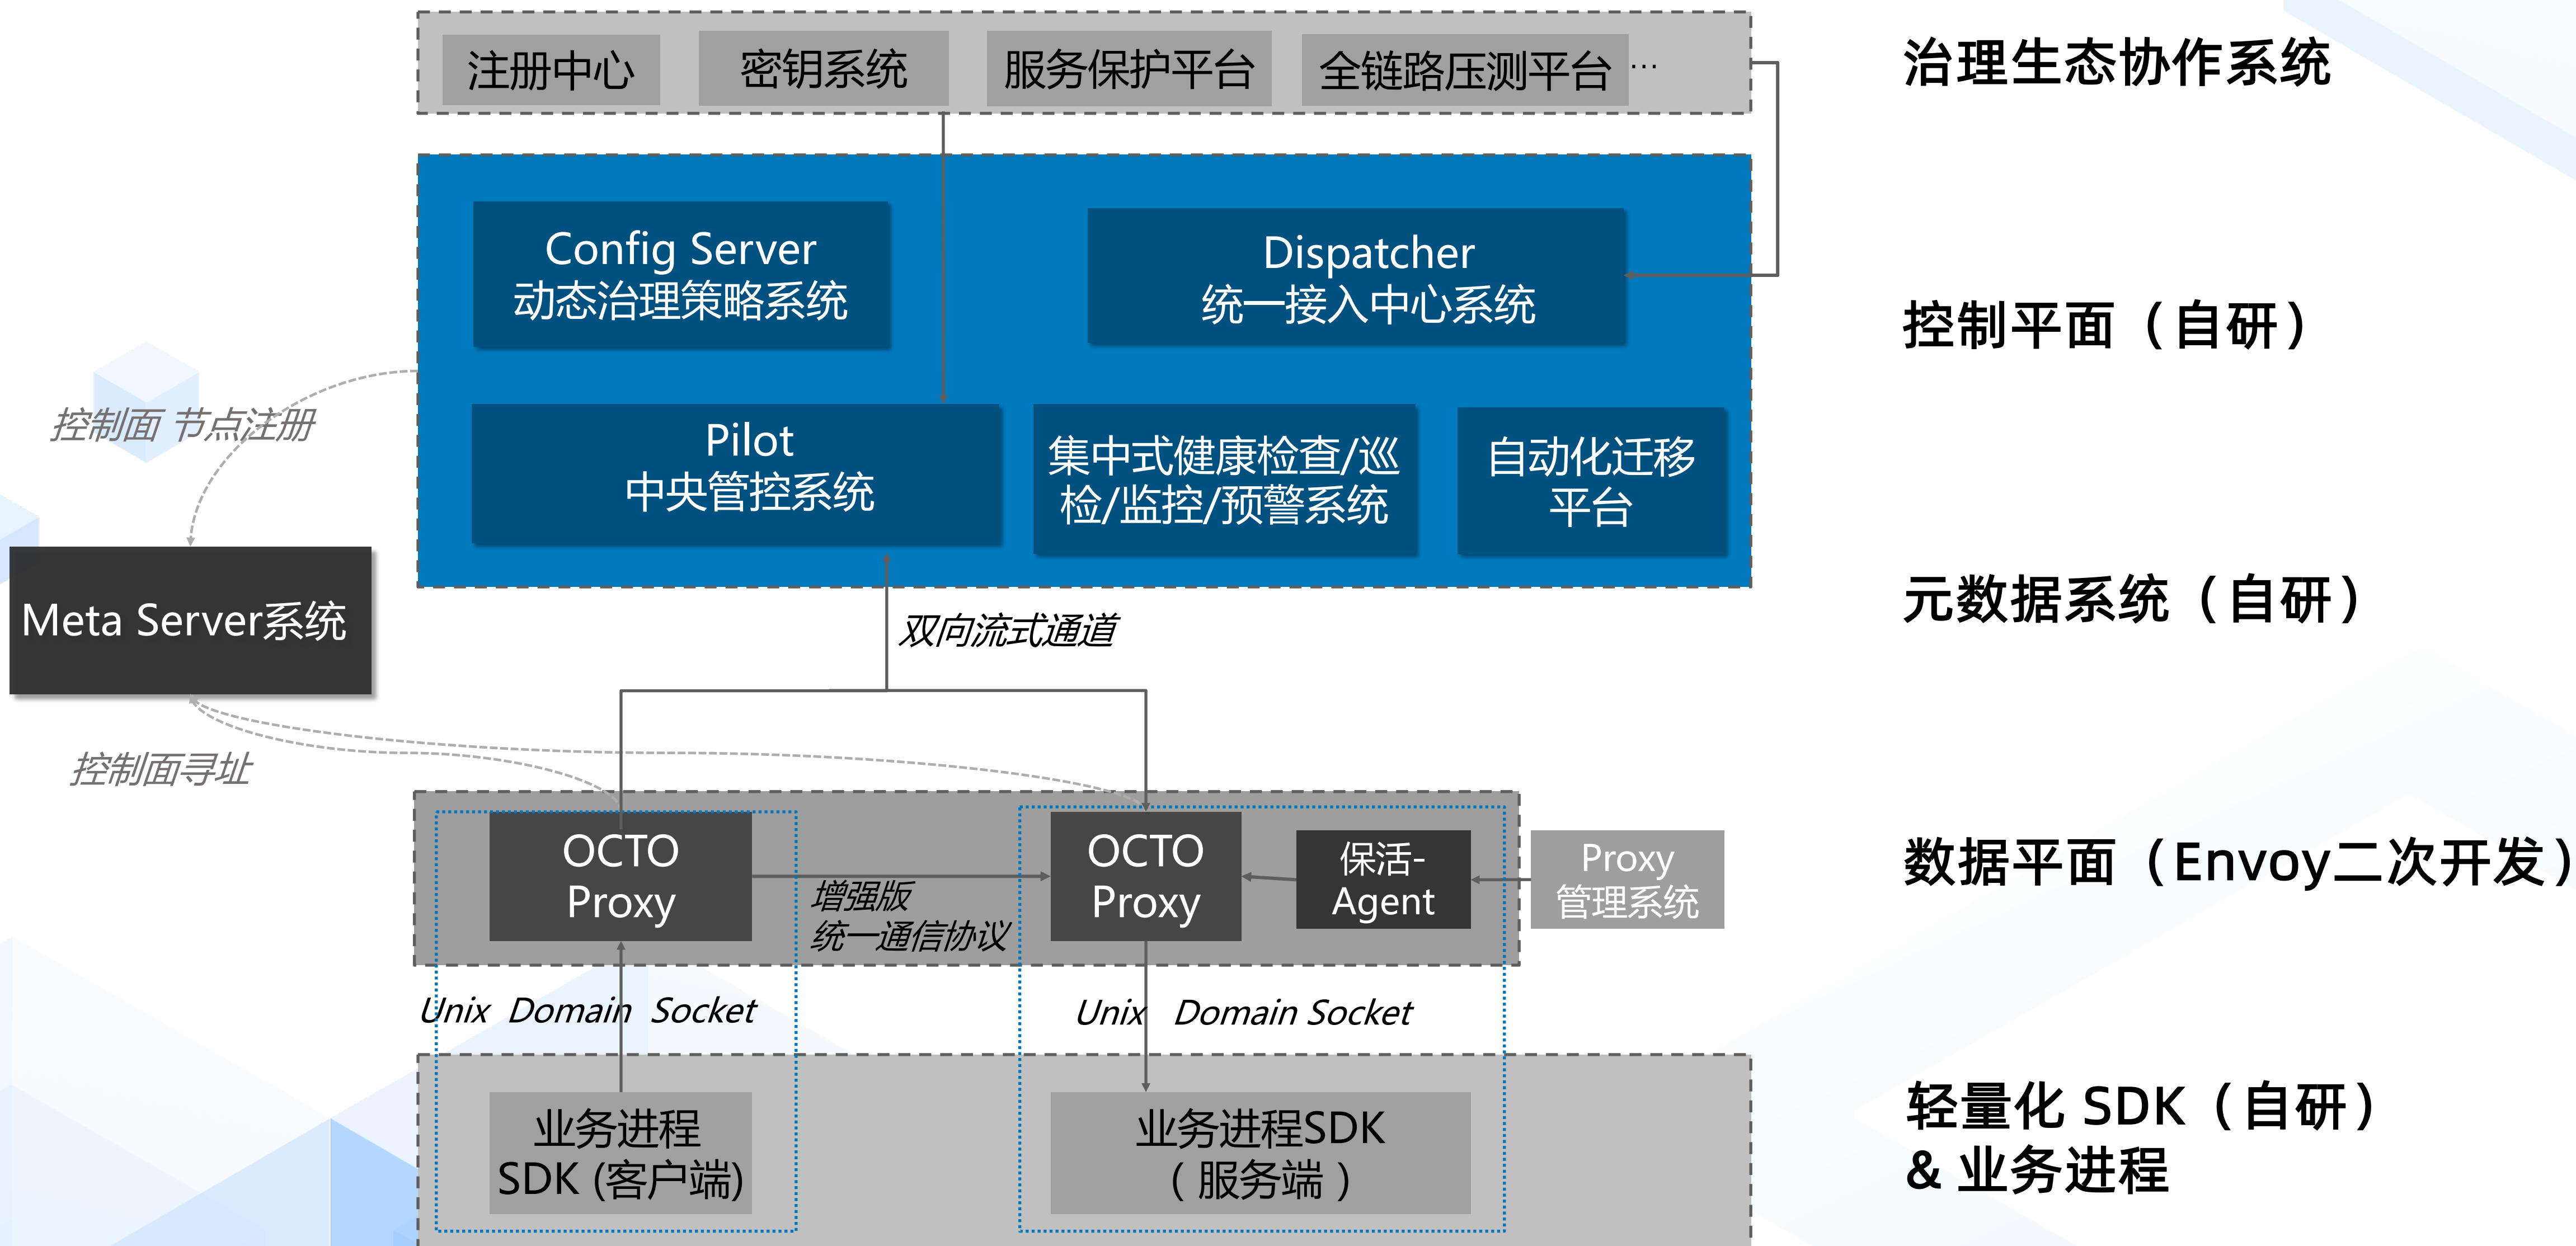 注册中心
密钥系统
服务保护平台
全链路压测平台
...
治理生态协作系统
Config Server
动态治理策略系统
Dispatcher
统一接入中心系统
控制平面（自研）
控制面 节点注册
Pilot
中央管控系统
集中式健康检查/巡
检/监控/预警系统
自动化迁移
平台
Meta Server系统
元数据系统（自研）
双向流式通道
控制面寻址
OCTO
Proxy
增强版
统一通信协议
OCTO
Proxy
保活-
Agent
Proxy
管理系统
数据平面（Envoy二次开发）
Unix Domain Socket
Unix Domain Socket
业务进程
SDK (客户端)
业务进程SDK
（ 服务端 ）
轻量化 SDK（自研）
& 业务进程